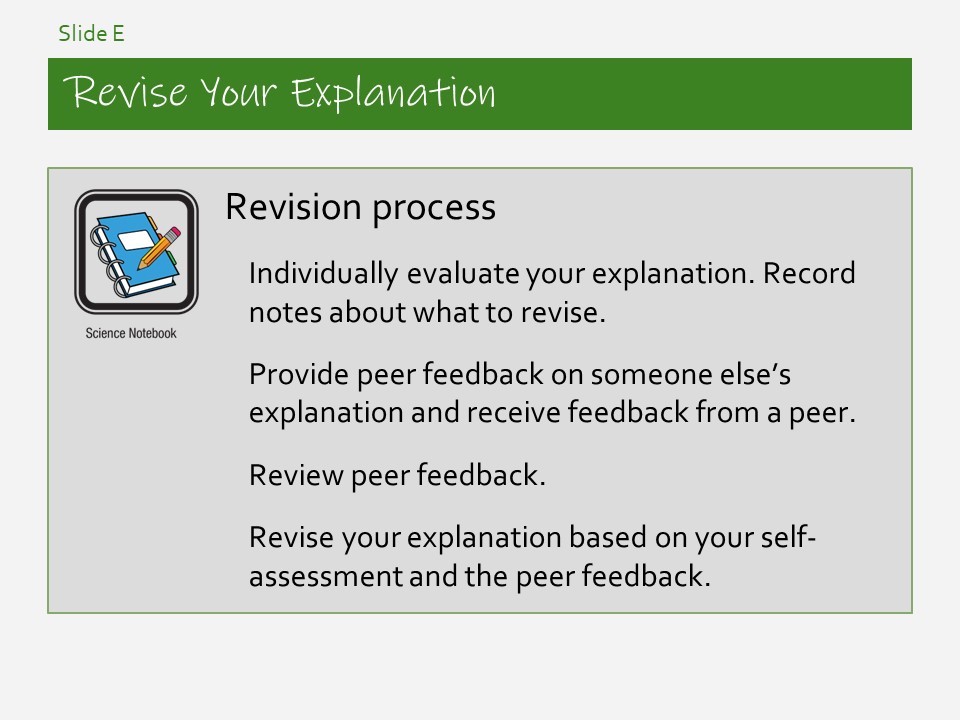 Slide E
Revise Your Explanation
Revision process
Individually evaluate your explanation. Record
notes about what to revise.
Provide peer feedback on someone else’s
explanation and receive feedback from a peer.
Review peer feedback.
Revise your explanation based on your self-
assessment and the peer feedback.
Science Notebook